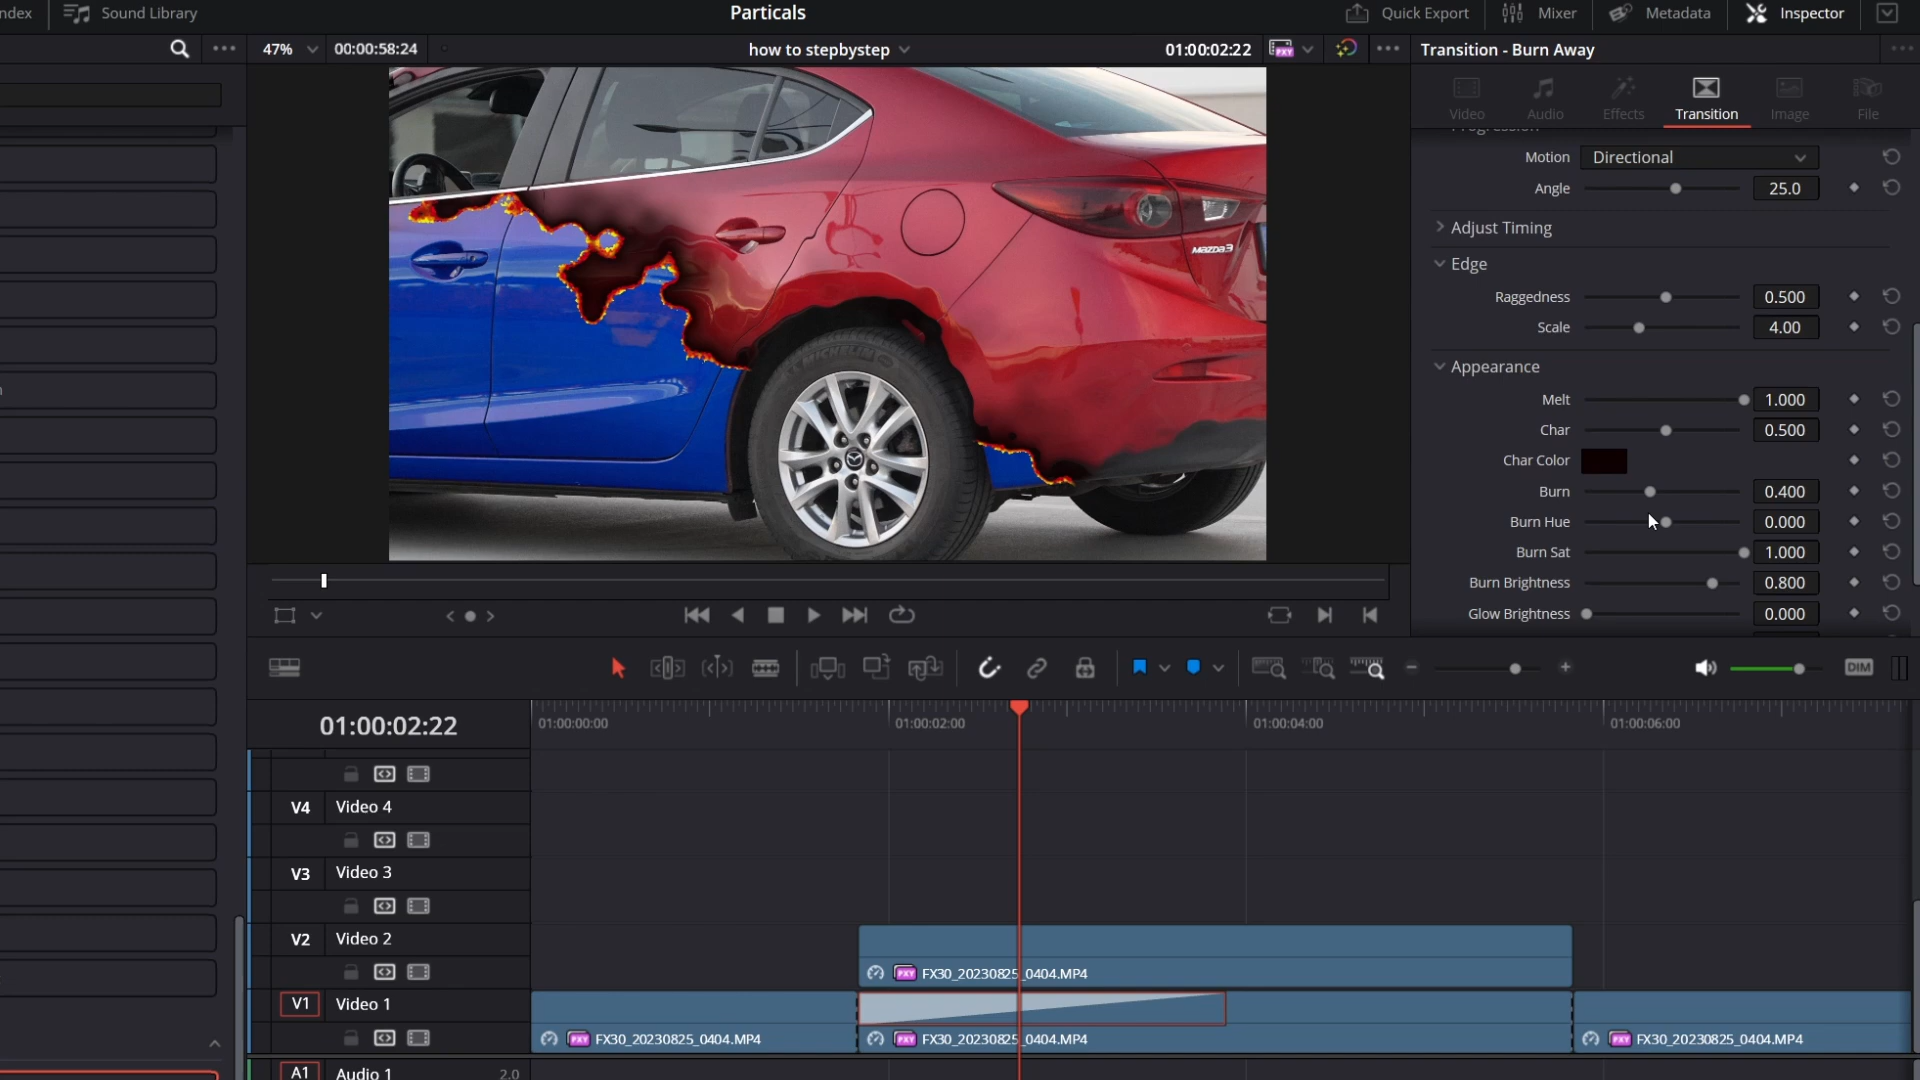 ndex
Sound Library
Particals
Quick Export
Mixer
Metadata
Inspector
47%
00:00:58:24
how to stepbystep
01:00:02:22
Transition - Burn Away
Video
Audio
Effects
Transition
Image
File
Progression
Motion
Directional
Angle
25.0
Adjust Timing
Edge
Raggedness
0.500
Scale
4.00
Appearance
Melt
1.000
Char
0.500
Char Color
Burn
0.400
Burn Hue
0.000
Burn Sat
1.000
Burn Brightness
0.800
Glow Brightness
0.000
mazda3
MICHELIN
DIM
01:00:02:22
01:00:00:00
01:00:02:00
01:00:04:00
01:00:06:00
V4 Video 4
V3 Video 3
V2 Video 2
PXY FX30_20230825_0404.MP4
V1 Video 1
PXY FX30_20230825_0404.MP4
PXY FX30_20230825_0404.MP4
PXY FX30_20230825_0404.MP4
A1 Audio 1 2.0